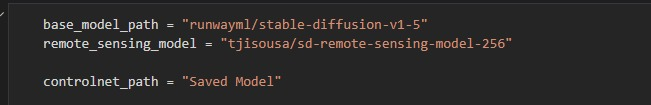 base_model_path = "runwayml/stable-diffusion-v1-5"
remote_sensing_model = "tjisousa/sd-remote-sensing-model-256"
controlnet_path = "Saved Model"